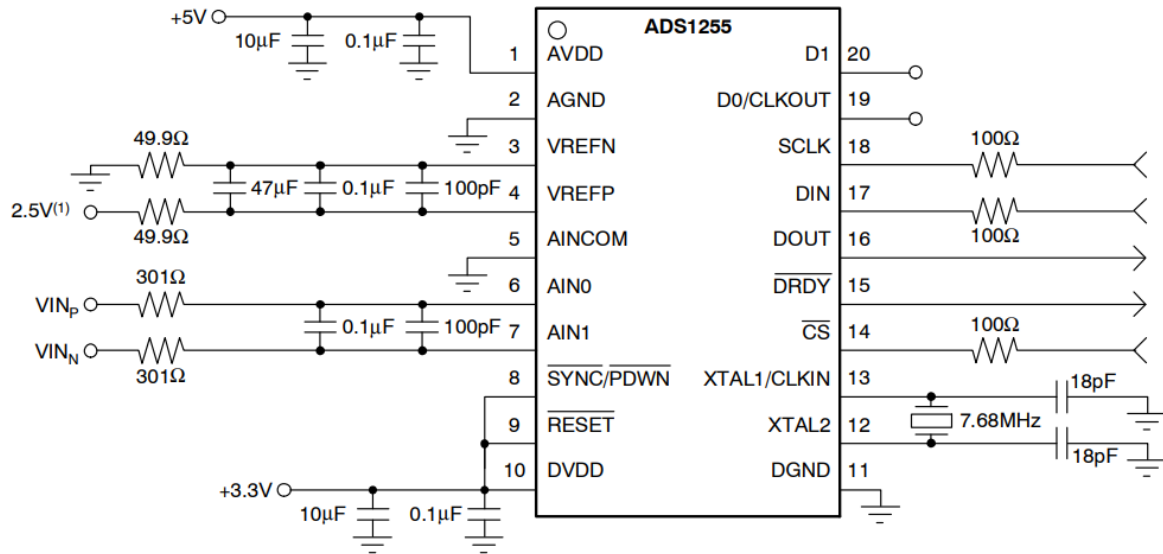 ADS1255
+5V
10μF
0.1μF
1 AVDD
D1 20
2 AGND
D0/CLKOUT 19
49.9Ω
3 VREFN
SCLK 18
100Ω
47μF
0.1μF
100pF
4 VREFP
DIN 17
2.5V(1)
49.9Ω
100Ω
5 AINCOM
DOUT 16
301Ω
6 AIN0
DRDY 15
VINP
0.1μF
100pF
7 AIN1
CS 14
100Ω
VINN
301Ω
8 SYNC/PDWN
XTAL1/CLKIN 13
18pF
7.68MHz
9 RESET
XTAL2 12
18pF
10 DVDD
DGND 11
+3.3V
10μF
0.1μF